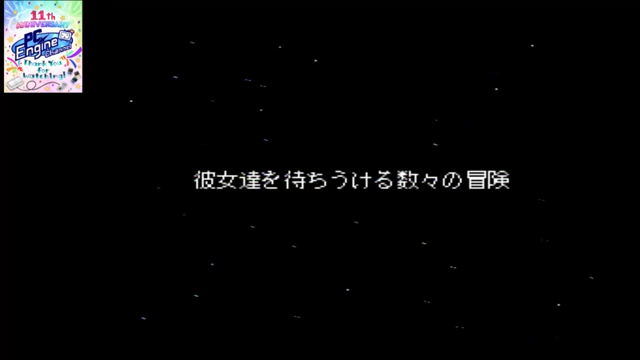 11th
ANNIVERSARY
PC
Engine
Thank You
for
Watching!
彼女達を待ちうける数々の冒険